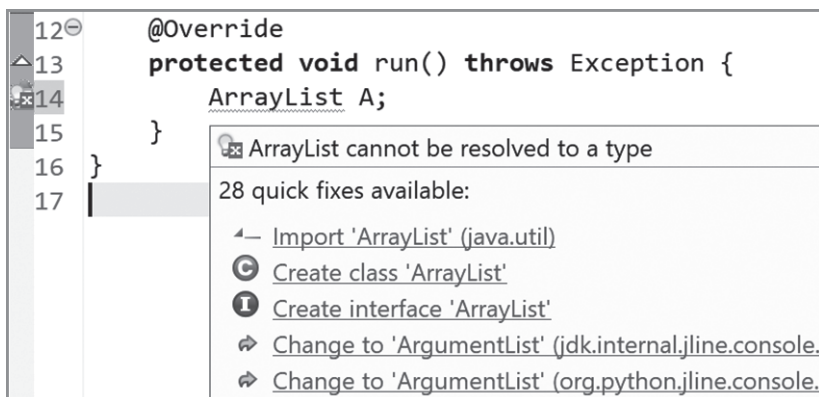 12 @Override
13 protected void run() throws Exception {
14 ArrayList A;
15 }
16 }
17
ArrayList cannot be resolved to a type
28 quick fixes available:
Import 'ArrayList' (java.util)
C Create class 'ArrayList'
I Create interface 'ArrayList'
Change to 'ArgumentList' (jdk.internal.jline.console.
Change to 'ArgumentList' (org.python.jline.console.